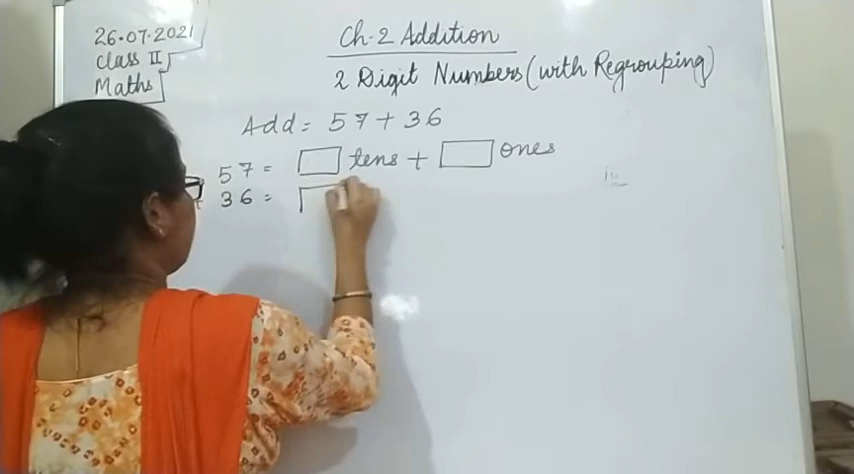 26.07.2021
Class II
Maths
Ch-2 Addition
2 Digit Numbers (with Regrouping)
Add = 57 + 36
57 = tens + ones
+ 36 =